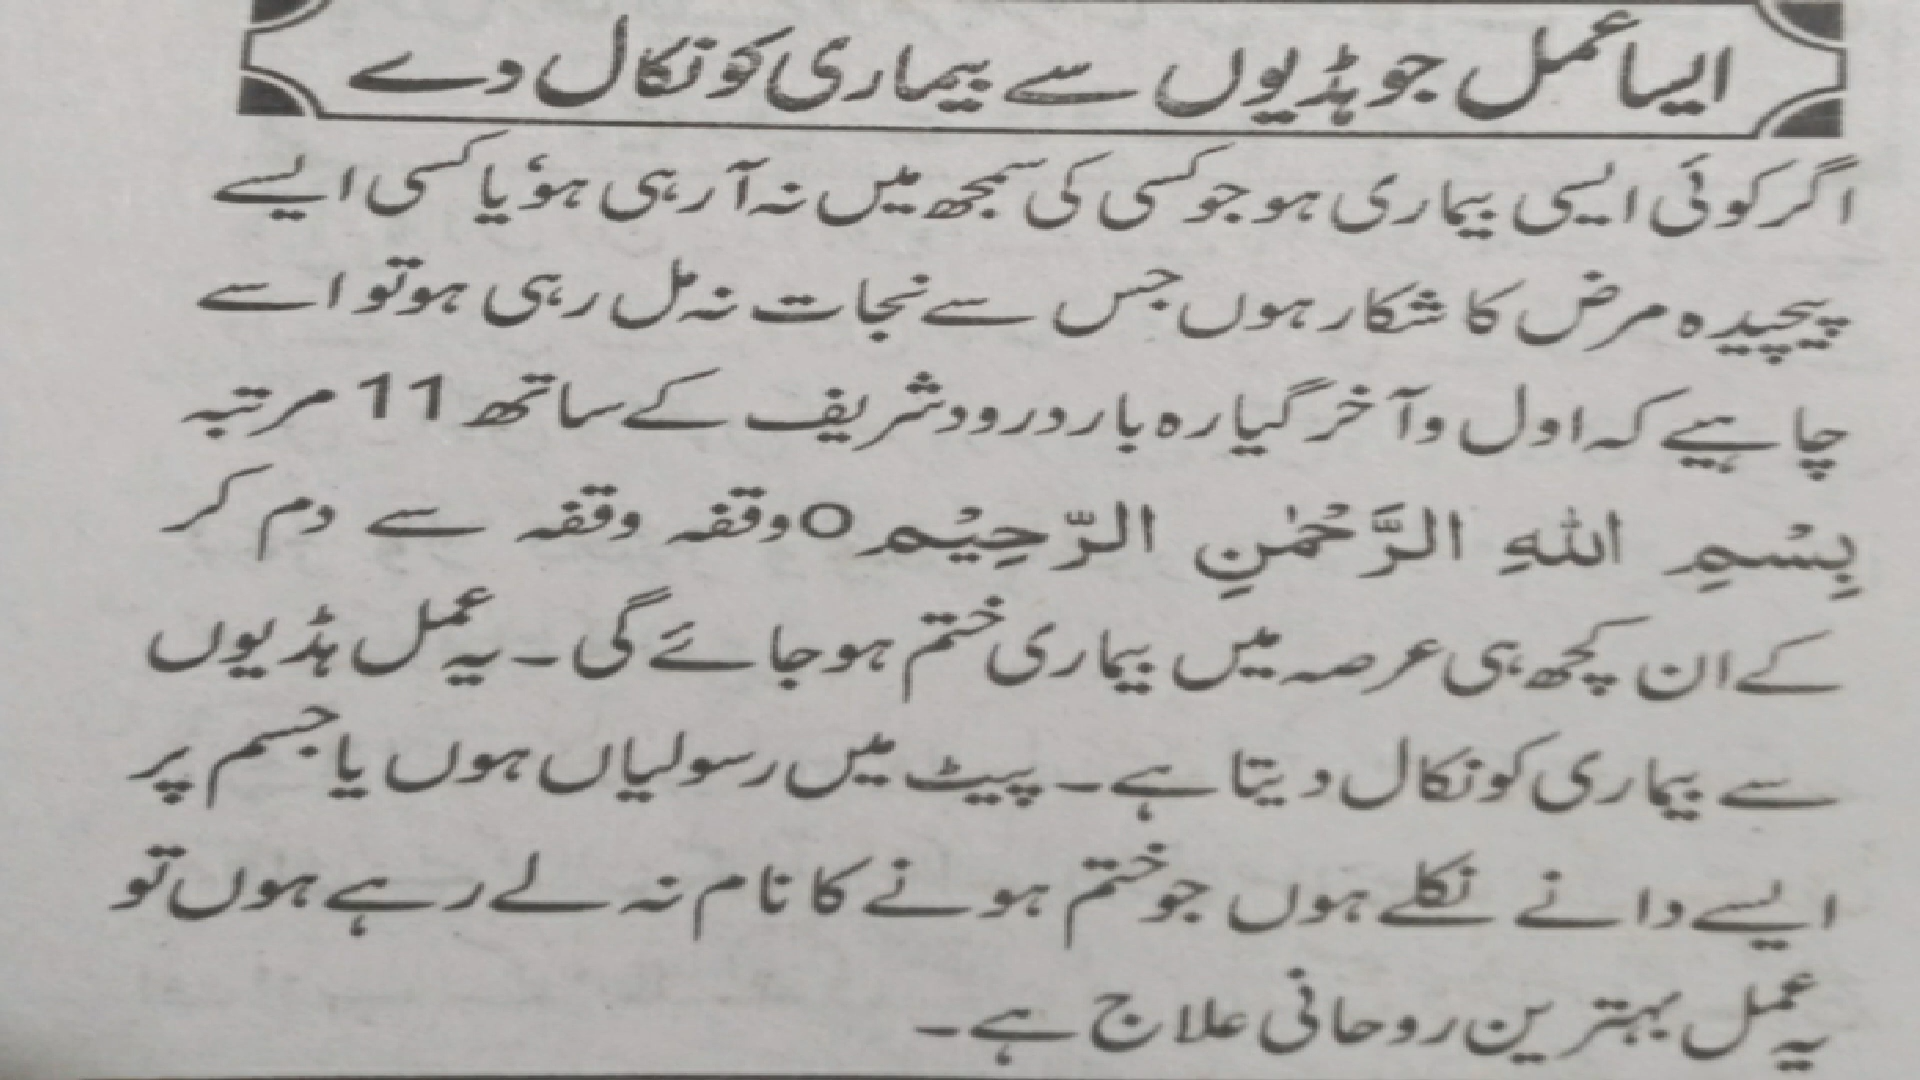 ایسا عمل جو ہڈیوں سے بیماری کو نکال دے
اگر کوئی ایسی بیماری ہو جو کسی کی سمجھ میں نہ آ رہی ہو' یا کسی ایسے
پیچیدہ مرض کا شکار ہوں جس سے نجات نہ مل رہی ہو تو اسے
چاہیے کہ اول و آخر گیارہ بار درود شریف کے ساتھ 11 مرتبہ
بِسْمِ اللّٰهِ الرَّحْمٰنِ الرَّحِيْمِ o وقفہ وقفہ سے دم کر
کے ان کچھ ہی عرصہ میں بیماری ختم ہو جائے گی۔ یہ عمل ہڈیوں
سے بیماری کو نکال دیتا ہے۔ پیٹ میں رسولیاں ہوں یا جسم پر
ایسے دانے نکلے ہوں جو ختم ہونے کا نام نہ لے رہے ہوں تو
یہ عمل بہترین روحانی علاج ہے۔